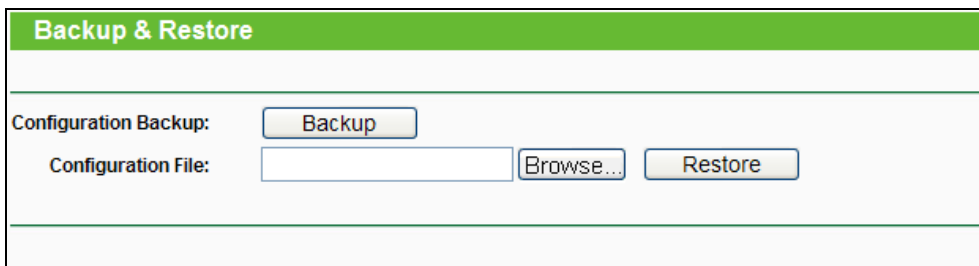 Backup & Restore
Configuration Backup: Backup
Configuration File: Browse... Restore